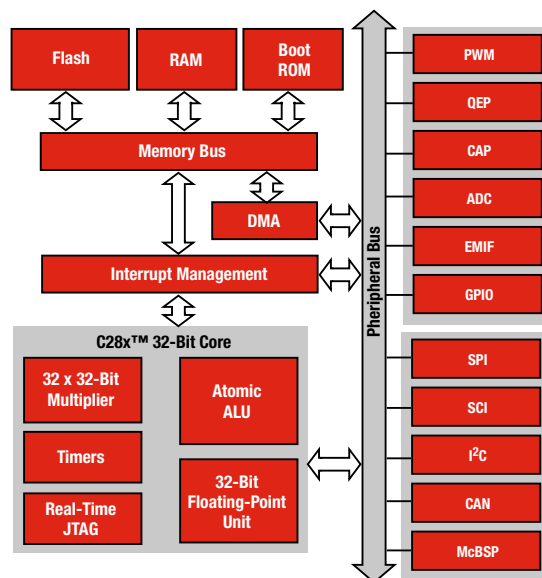 Flash
RAM
Boot
ROM
Memory Bus
DMA
Interrupt Management
C28x™ 32-Bit Core
32 x 32-Bit
Multiplier
Timers
Real-Time
JTAG
Atomic
ALU
32-Bit
Floating-Point
Unit
Pheripheral Bus
PWM
QEP
CAP
ADC
EMIF
GPIO
SPI
SCI
I²C
CAN
McBSP